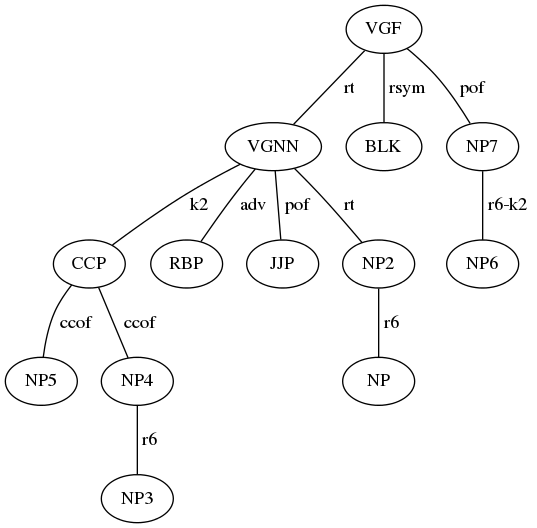 VGF
rt rsym pof
VGNN BLK NP7
k2 adv pof rt r6-k2
CCP RBP JJP NP2 NP6
ccof ccof r6
NP5 NP4 NP
r6
NP3